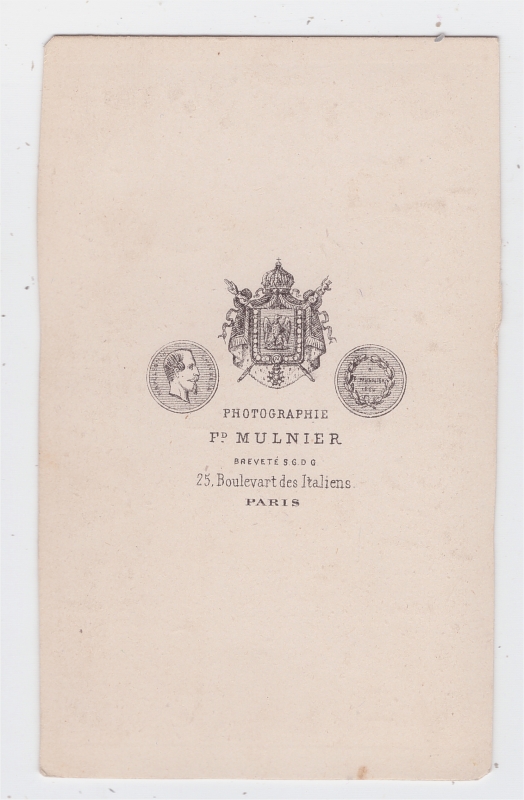 PHOTOGRAPHIE
Fᴰ MULNIER
BREVETÉ S.G.D.G
25, Boulevart des Italiens.
PARIS